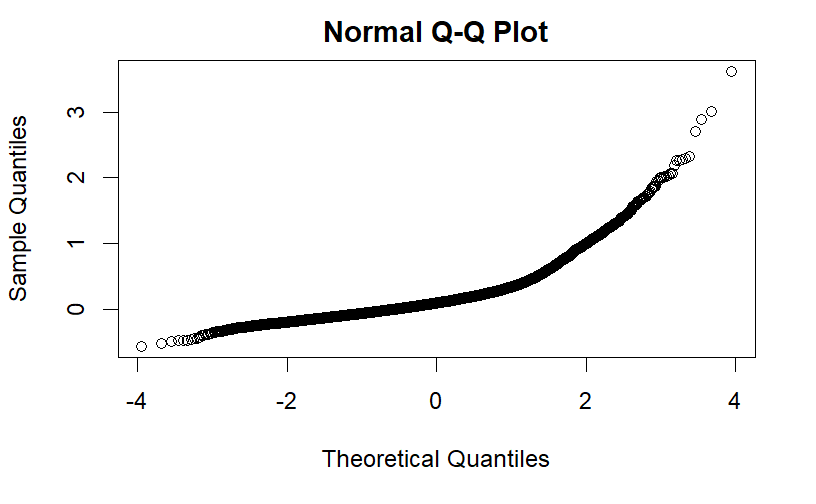 Normal Q-Q Plot
Sample Quantiles
3
2
1
0
-4 -2 0 2 4
Theoretical Quantiles